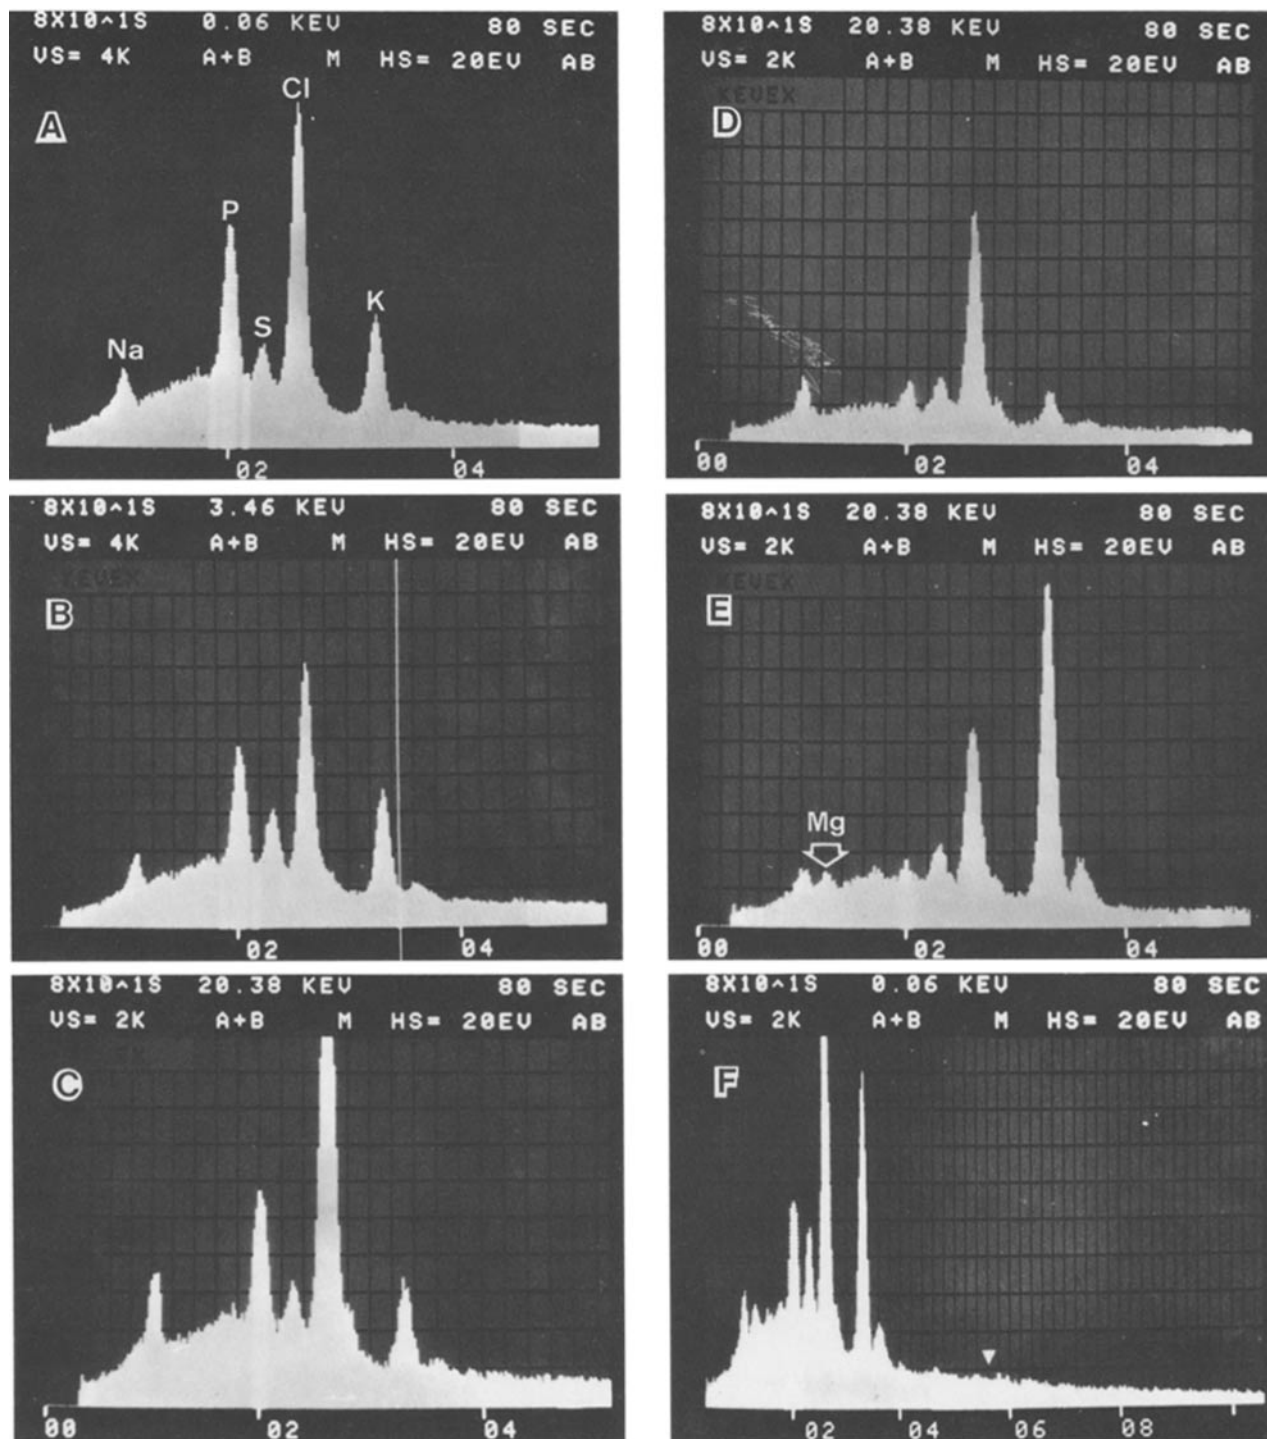 8X10^1S 0.06 KEV 80 SEC
VS= 4K A+B M HS= 20EV AB
A
Na
P
S
Cl
K
02 04
8X10^1S 3.46 KEV 80 SEC
VS= 4K A+B M HS= 20EV AB
KEVEX
B
02 04
8X10^1S 20.38 KEV 80 SEC
VS= 2K A+B M HS= 20EV AB
C
00 02 04
8X10^1S 20.38 KEV 80 SEC
VS= 2K A+B M HS= 20EV AB
KEVEX
D
00 02 04
8X10^1S 20.38 KEV 80 SEC
VS= 2K A+B M HS= 20EV AB
KEVEX
E
Mg
00 02 04
8X10^1S 0.06 KEV 80 SEC
VS= 2K A+B M HS= 20EV AB
F
02 04 06 08